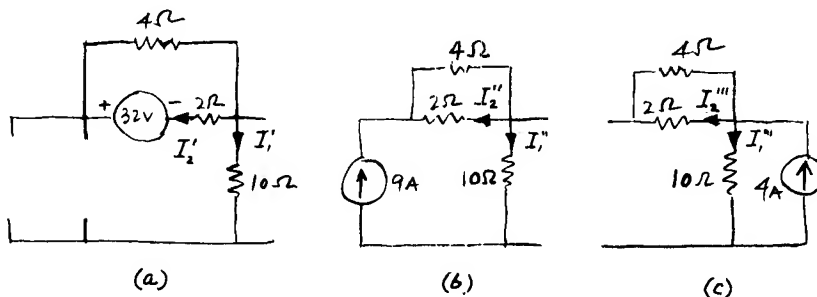 4Ω
+ 32V - 2Ω
I₂' I₁'
10Ω
(a)
4Ω
2Ω I₂''
I₁''
9A 10Ω
(b)
4Ω
2Ω I₂'''
I₁'''
10Ω 4A
(c)